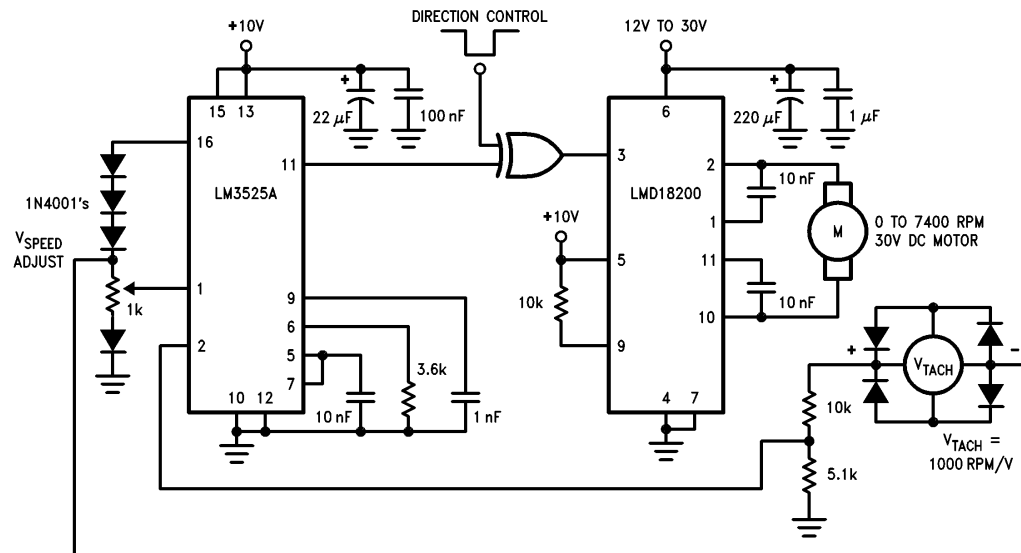 DIRECTION CONTROL
+10V
12V TO 30V
15
13
+
22 µF
100 nF
6
+
220 µF
1 µF
16
11
3
2
10 nF
1N4001's
LM3525A
LMD18200
1
+10V
M
0 TO 7400 RPM
30V DC MOTOR
VSPEED
ADJUST
5
11
1
1k
9
10k
10 nF
6
10
2
9
5
3.6k
+
VTACH
-
7
10
12
10 nF
1 nF
4
7
10k
VTACH =
1000 RPM/V
5.1k